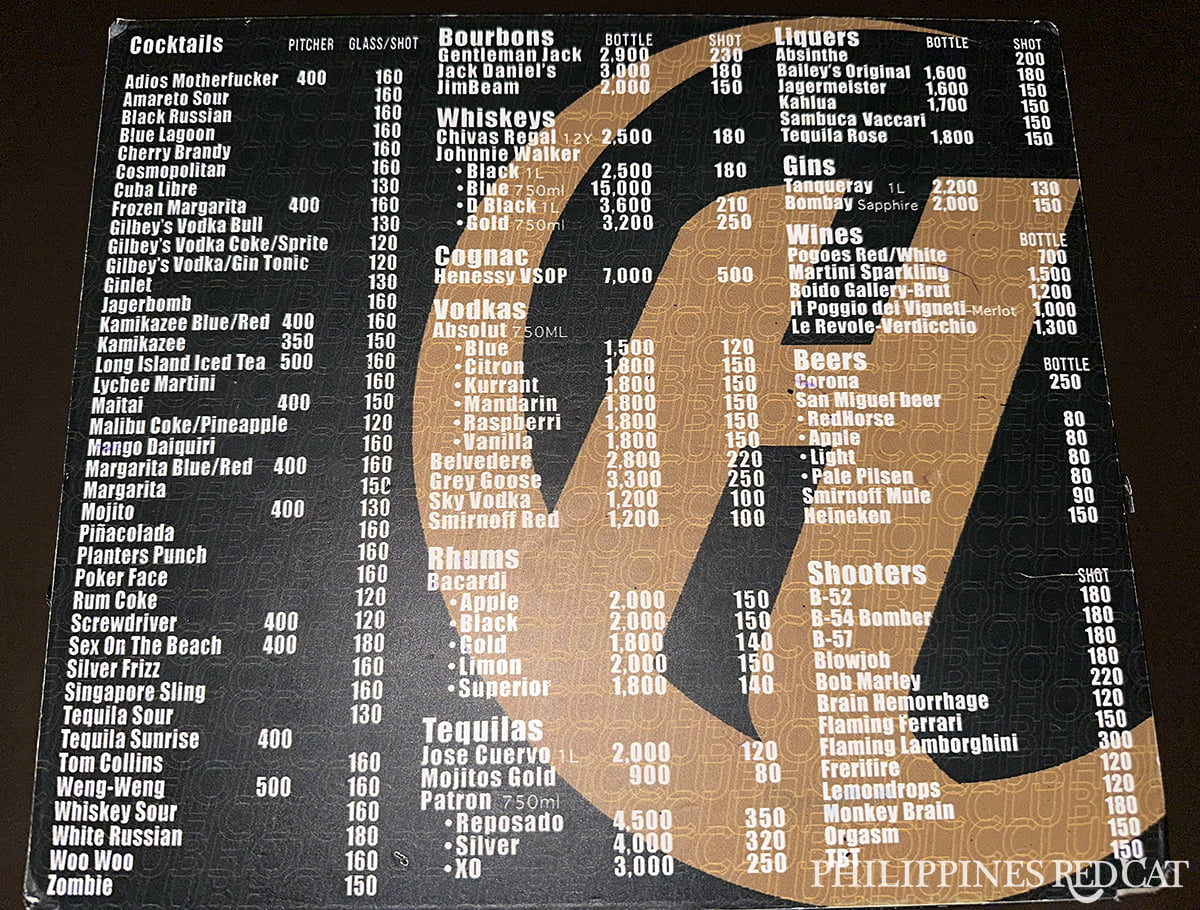 Cocktails PITCHER GLASS/SHOT
Adios Motherfucker 400 160
Amareto Sour 160
Black Russian 160
Blue Lagoon 160
Cherry Brandy 160
Cosmopolitan 160
Cuba Libre 130
Frozen Margarita 400 160
Gilbey's Vodka Bull 130
Gilbey's Vodka Coke/Sprite 120
Gilbey's Vodka/Gin Tonic 120
Ginlet 130
Jagerbomb 160
Kamikazee Blue/Red 400 160
Kamikazee 350 150
Long Island Iced Tea 500 160
Lychee Martini 160
Maitai 400 150
Malibu Coke/Pineapple 120
Mango Daiquiri 160
Margarita Blue/Red 400 160
Margarita 150
Mojito 400 130
Piñacolada 160
Planters Punch 160
Poker Face 160
Rum Coke 120
Screwdriver 400 120
Sex On The Beach 400 180
Silver Frizz 160
Singapore Sling 160
Tequila Sour 130
Tequila Sunrise 400
Tom Collins 160
Weng-Weng 500 160
Whiskey Sour 160
White Russian 180
Woo Woo 160
Zombie 150
Bourbons BOTTLE SHOT
Gentleman Jack 2,900 230
Jack Daniel's 3,000 180
JimBeam 2,000 150
Whiskeys
Chivas Regal 12Y 2,500 180
Johnnie Walker
• Black 1L 2,500 180
• Blue 750ml 15,000
• D Black 1L 3,600 210
• Gold 750ml 3,200 250
Cognac
Henessy VSOP 7,000 500
Vodkas
Absolut 750ML
• Blue 1,500 120
• Citron 1,800 150
• Kurrant 1,800 150
• Mandarin 1,800 150
• Raspberri 1,800 150
• Vanilla 1,800 150
Belvedere 2,800 220
Grey Goose 3,300 250
Sky Vodka 1,200 100
Smirnoff Red 1,200 100
Rhums
Bacardi
• Apple 2,000 150
• Black 2,000 150
• Gold 1,800 140
• Limon 2,000 150
• Superior 1,800 140
Tequilas
Jose Cuervo 1L 2,000 120
Mojitos Gold 900 80
Patron 750ml
• Reposado 4,500 350
• Silver 4,000 320
• XO 3,000 250
Liquers BOTTLE SHOT
Absinthe 200
Bailey's Original 1,600 180
Jagermeister 1,600 150
Kahlua 1,700 150
Sambuca Vaccari 150
Tequila Rose 1,800 150
Gins
Tanqueray 1L 2,200 130
Bombay Sapphire 2,000 150
Wines BOTTLE
Pogoes Red/White 700
Martini Sparkling 1,500
Boido Gallery-Brut 1,200
Il Poggio dei Vigneti-Merlot 1,000
Le Revole-Verdicchio 1,300
Beers BOTTLE
Corona 250
San Miguel beer
• RedHorse 80
• Apple 80
• Light 80
• Pale Pilsen 80
Smirnoff Mule 90
Heineken 150
Shooters SHOT
B-52 180
B-54 Bomber 180
B-57 180
Blowjob 180
Bob Marley 220
Brain Hemorrhage 120
Flaming Ferrari 150
Flaming Lamborghini 300
Frerifire 120
Lemondrops 120
Monkey Brain 180
Orgasm 150
TBT 150
PHILIPPINES REDCAT